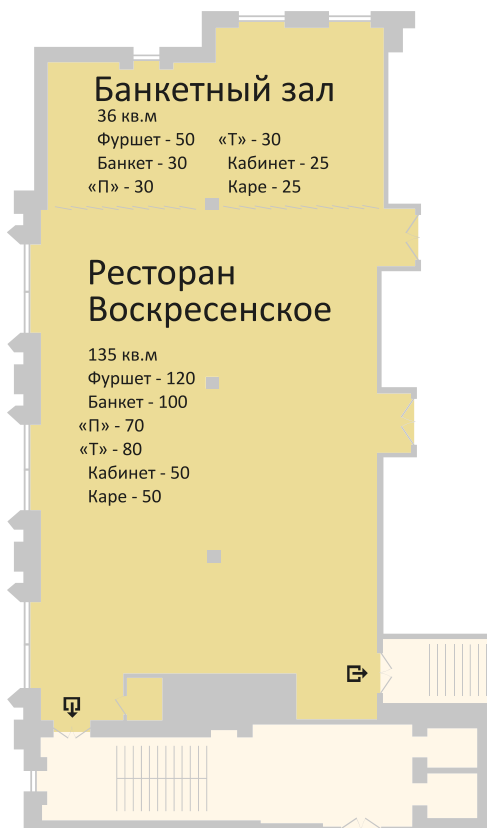 Банкетный зал
36 кв.м
Фуршет - 50 «Т» - 30
Банкет - 30 Кабинет - 25
«П» - 30 Каре - 25
Ресторан
Воскресенское
135 кв.м
Фуршет - 120
Банкет - 100
«П» - 70
«Т» - 80
Кабинет - 50
Каре - 50